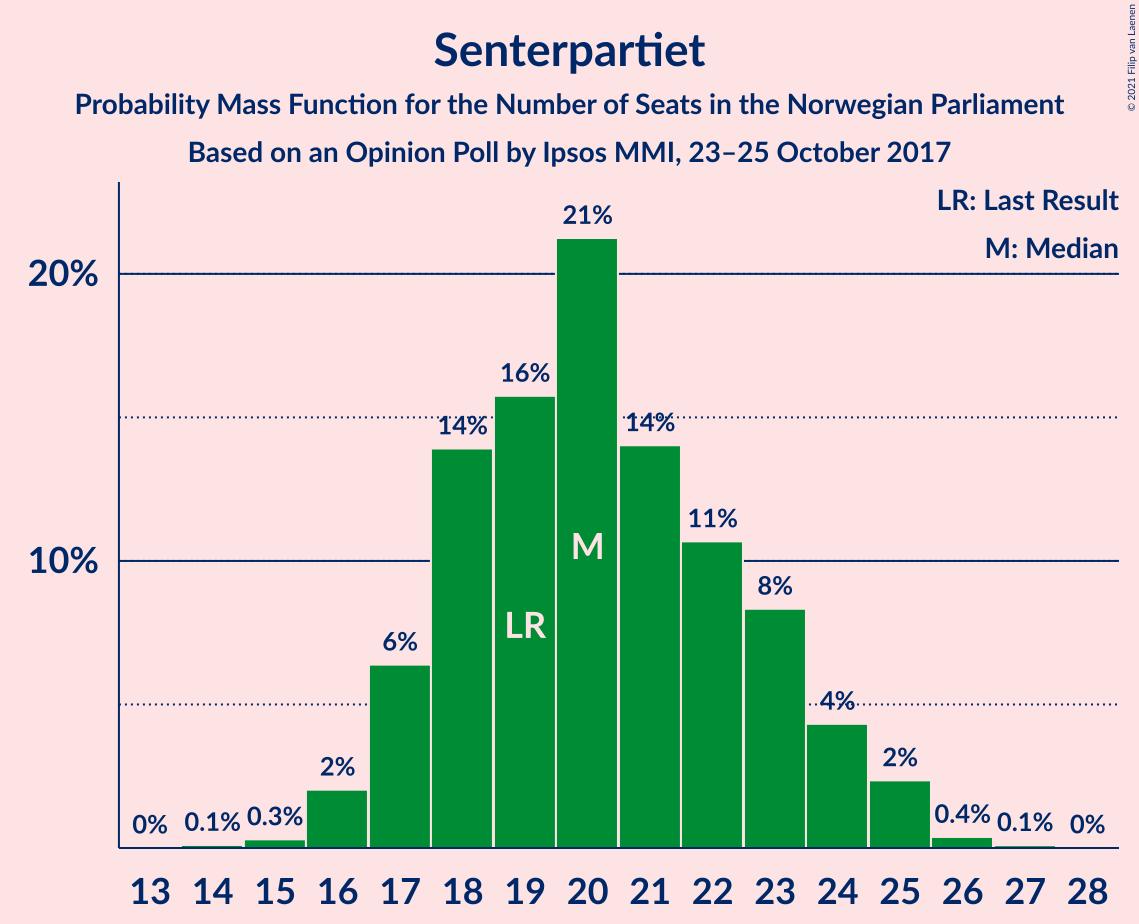 Senterpartiet
Probability Mass Function for the Number of Seats in the Norwegian Parliament
Based on an Opinion Poll by Ipsos MMI, 23–25 October 2017
© 2021 Filip van Laenen
LR: Last Result
M: Median
20%
10%
0%
0.1%
0.3%
2%
6%
14%
16%
21%
14%
11%
8%
4%
2%
0.4%
0.1%
0%
LR
M
13 14 15 16 17 18 19 20 21 22 23 24 25 26 27 28